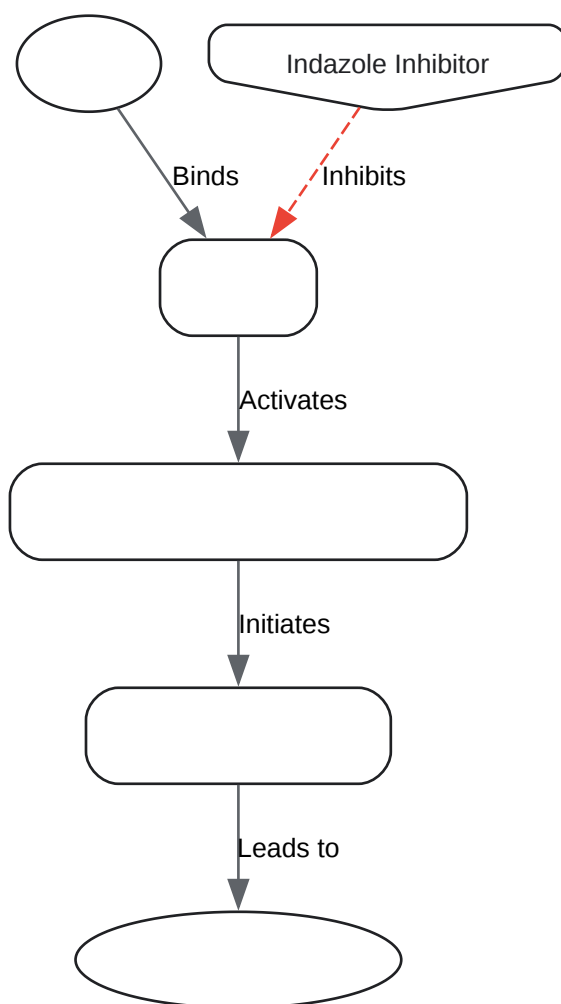 Indazole Inhibitor
Binds
Inhibits
Activates
Initiates
Leads to